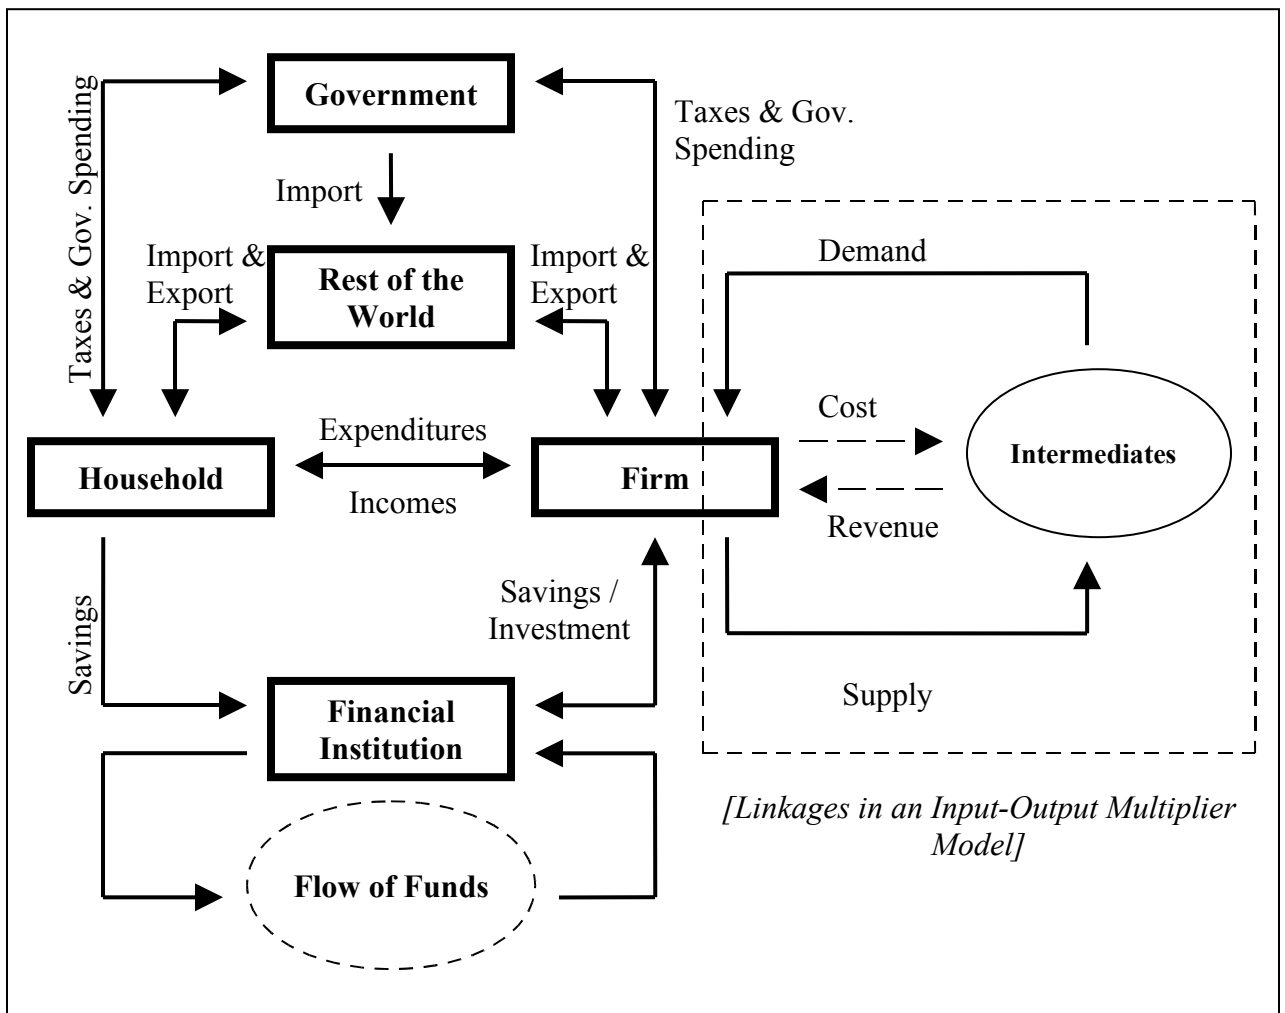 Government
Taxes & Gov. Spending
Taxes & Gov.
Spending
Import
Import &
Export
Rest of the
World
Import &
Export
Demand
Household
Expenditures
Incomes
Firm
Cost
Revenue
Intermediates
Savings
Savings /
Investment
Supply
Financial
Institution
Flow of Funds
[Linkages in an Input-Output Multiplier
Model]